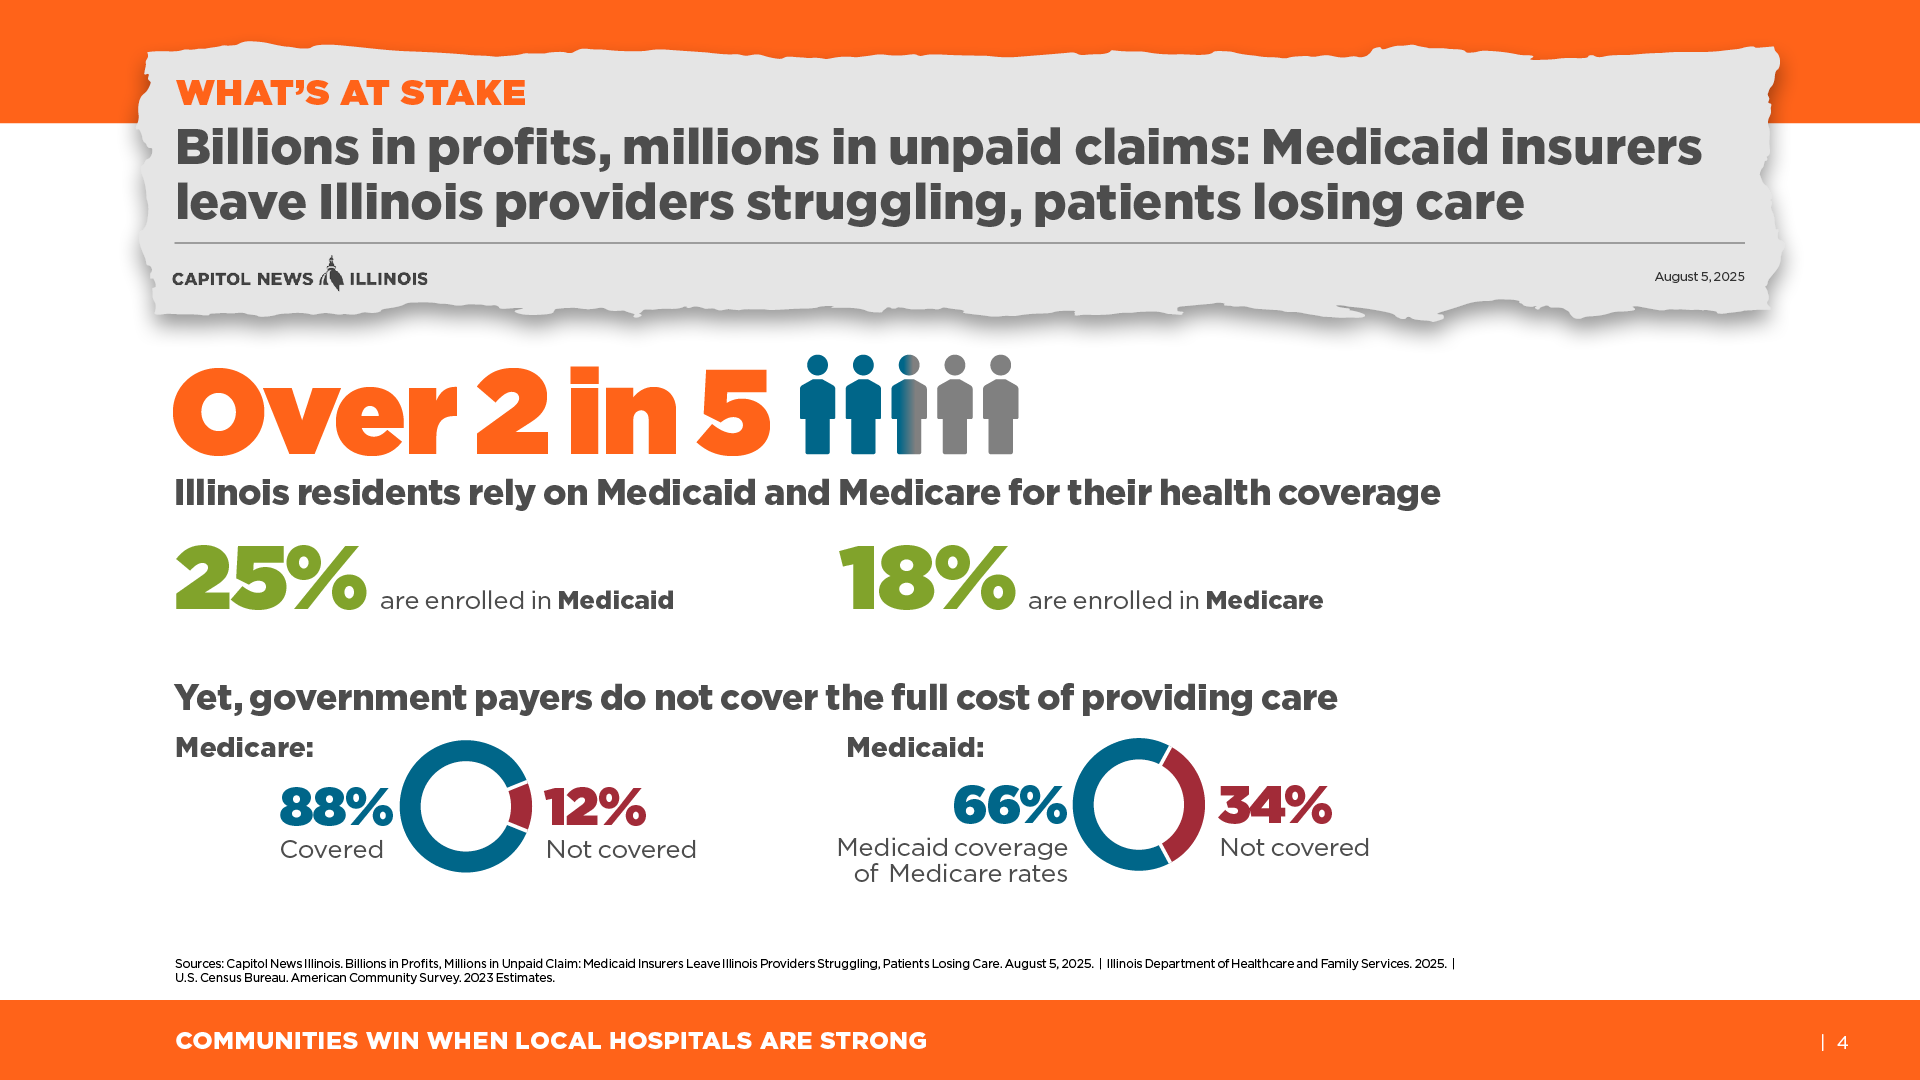 WHAT’S AT STAKE
Billions in profits, millions in unpaid claims: Medicaid insurers
leave Illinois providers struggling, patients losing care
CAPITOL NEWS ILLINOIS
August 5, 2025
Over 2 in 5
Illinois residents rely on Medicaid and Medicare for their health coverage
25% are enrolled in Medicaid
18% are enrolled in Medicare
Yet, government payers do not cover the full cost of providing care
Medicare:
88%
Covered
12%
Not covered
Medicaid:
66%
Medicaid coverage
of Medicare rates
34%
Not covered
Sources: Capitol News Illinois. Billions in Profits, Millions in Unpaid Claim: Medicaid Insurers Leave Illinois Providers Struggling, Patients Losing Care. August 5, 2025. | Illinois Department of Healthcare and Family Services. 2025. |
U.S. Census Bureau. American Community Survey. 2023 Estimates.
COMMUNITIES WIN WHEN LOCAL HOSPITALS ARE STRONG
| 4